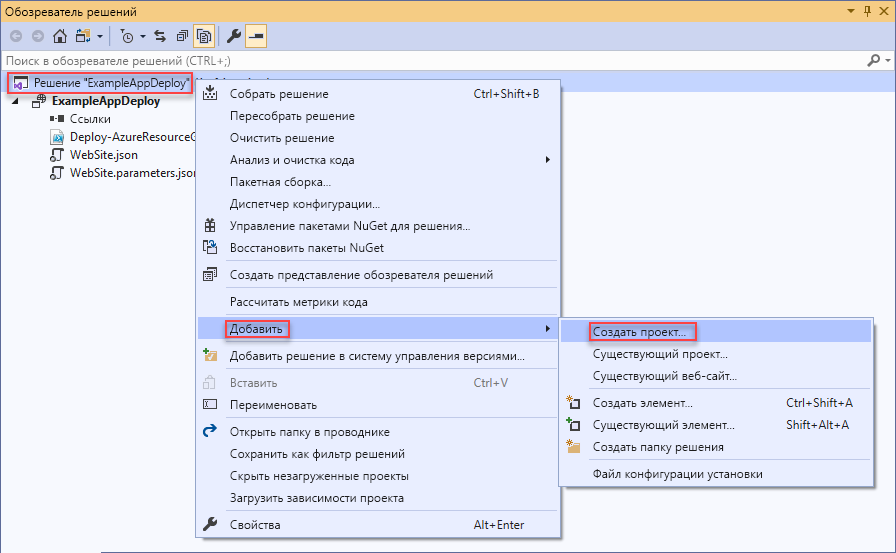 Обозреватель решений
Поиск в обозревателе решений (CTRL+;)
Решение "ExampleAppDeploy"
ExampleAppDeploy
Ссылки
Deploy-AzureResourceG
WebSite.json
WebSite.parameters.json
Собрать решение Ctrl+Shift+B
Пересобрать решение
Очистить решение
Анализ и очистка кода
Пакетная сборка...
Диспетчер конфигурации...
Управление пакетами NuGet для решения...
Восстановить пакеты NuGet
Создать представление обозревателя решений
Рассчитать метрики кода
Добавить
Добавить решение в систему управления версиями...
Вставить Ctrl+V
Переименовать
Открыть папку в проводнике
Сохранить как фильтр решений
Скрыть незагруженные проекты
Загрузить зависимости проекта
Свойства Alt+Enter
Создать проект...
Существующий проект...
Существующий веб-сайт...
Создать элемент... Ctrl+Shift+A
Существующий элемент... Shift+Alt+A
Создать папку решения
Файл конфигурации установки